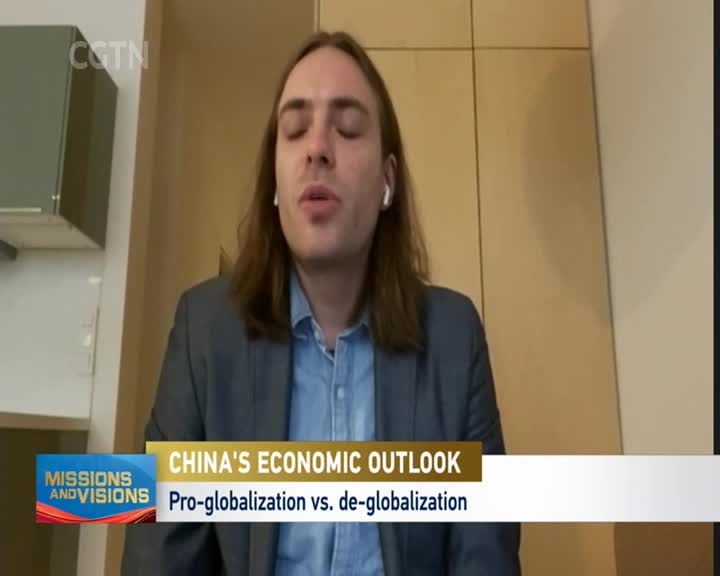 CGTN
CHINA'S ECONOMIC OUTLOOK
MISSIONS
AND VISIONS
Pro-globalization vs. de-globalization